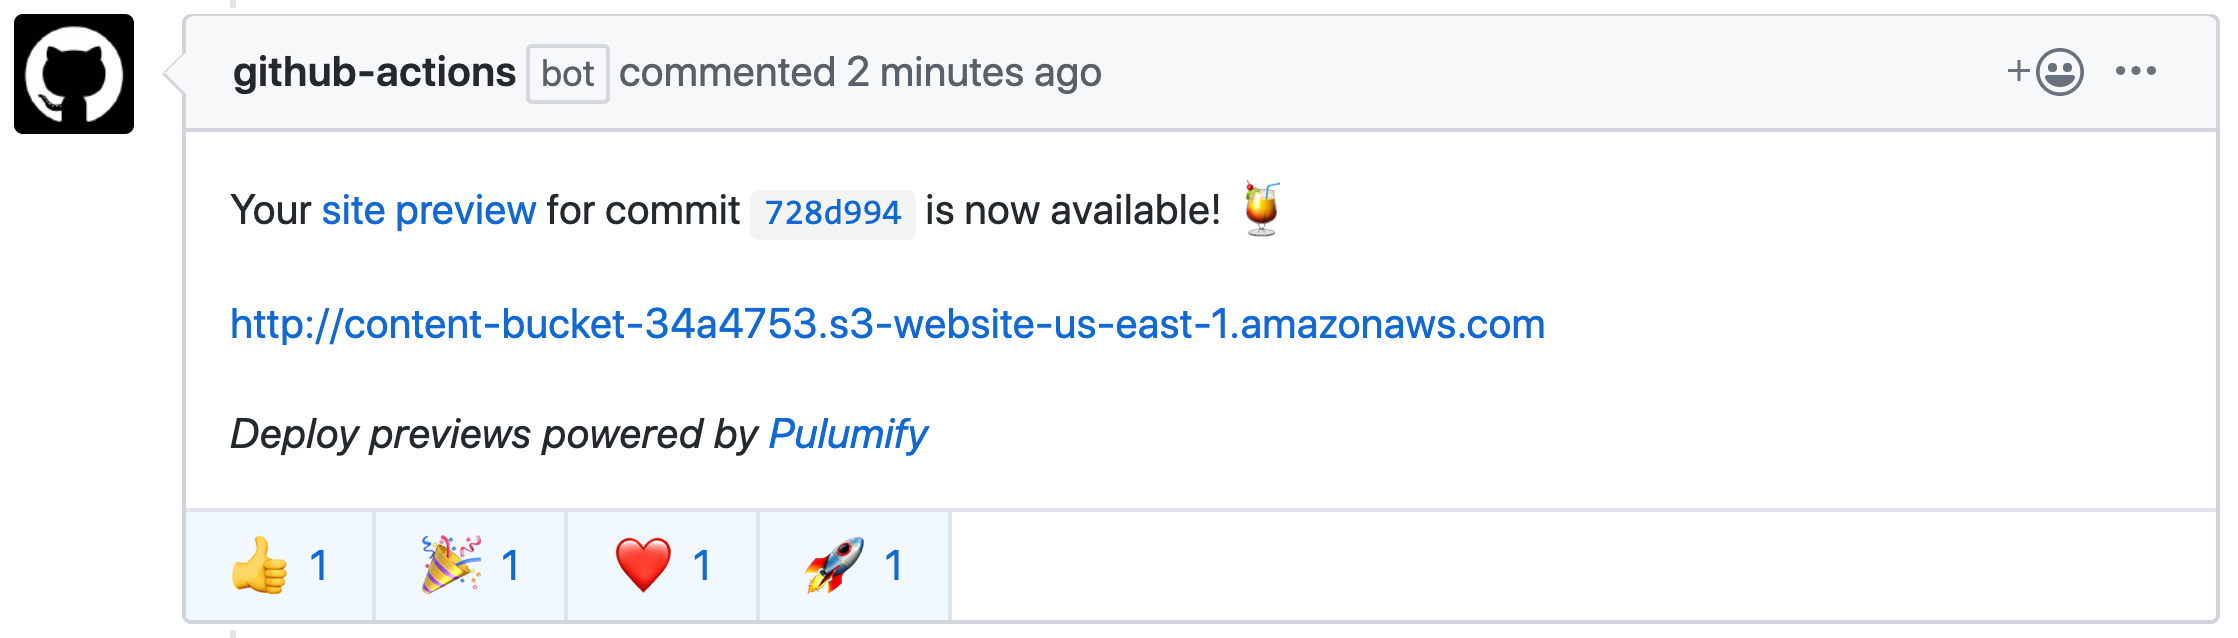 github-actions bot commented 2 minutes ago
Your site preview for commit 728d994 is now available! 🍹
http://content-bucket-34a4753.s3-website-us-east-1.amazonaws.com
Deploy previews powered by Pulumify
👍 1 🎉 1 ❤️ 1 🚀 1